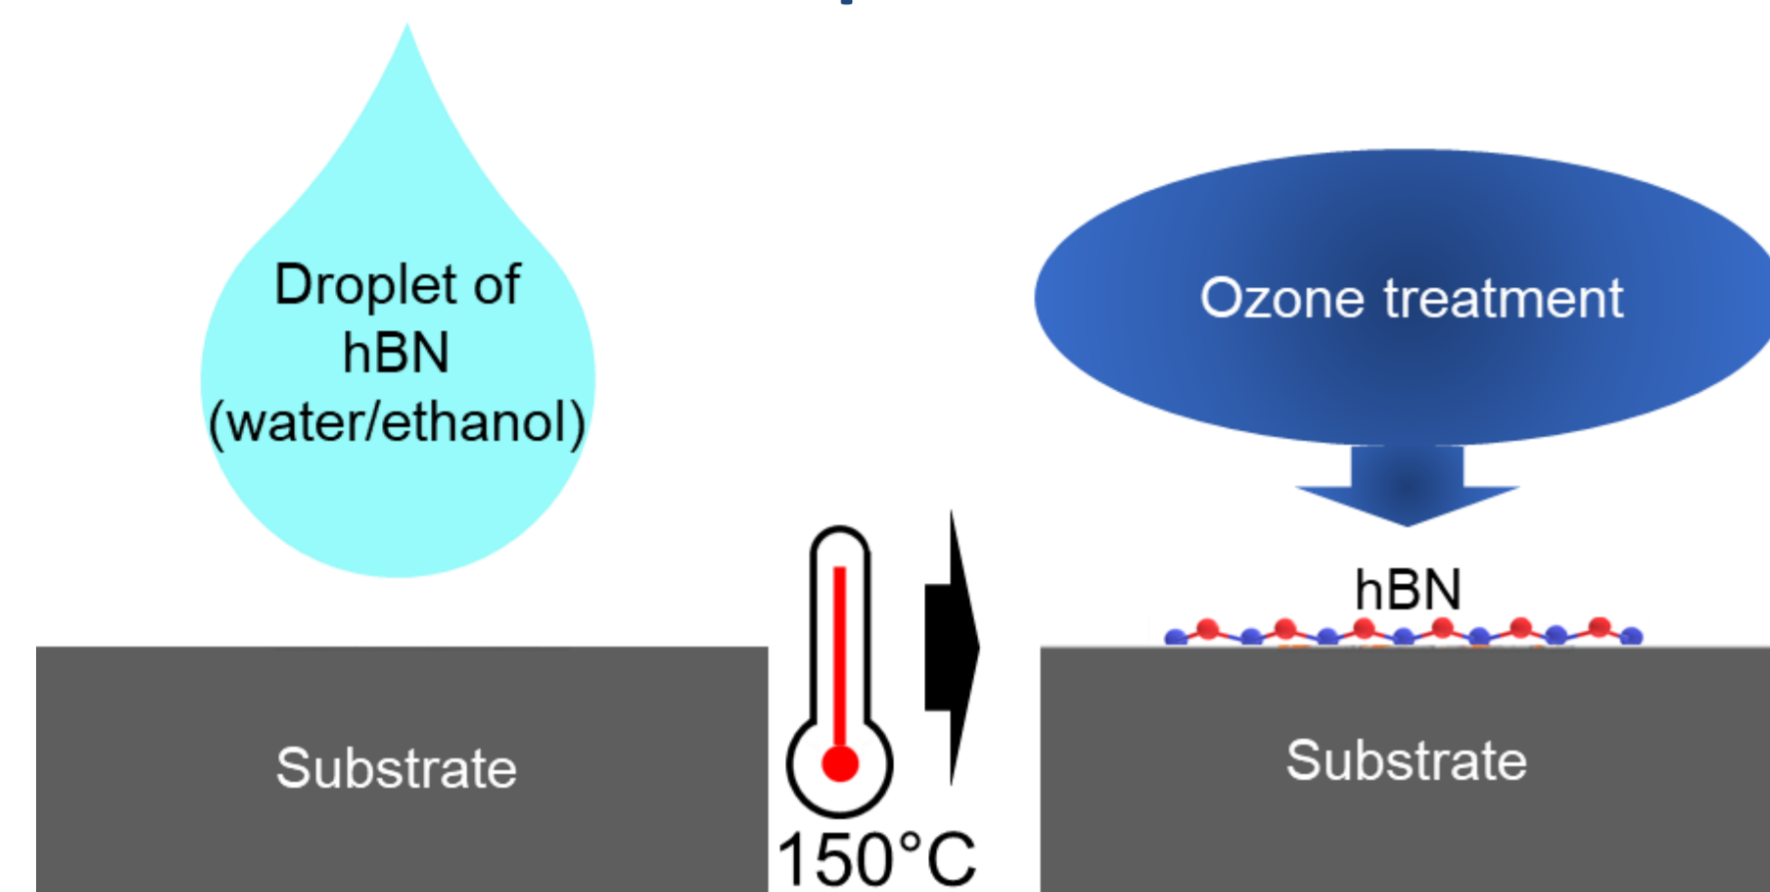 Droplet of
hBN
(water/ethanol)
Substrate
150°C
Ozone treatment
hBN
Substrate